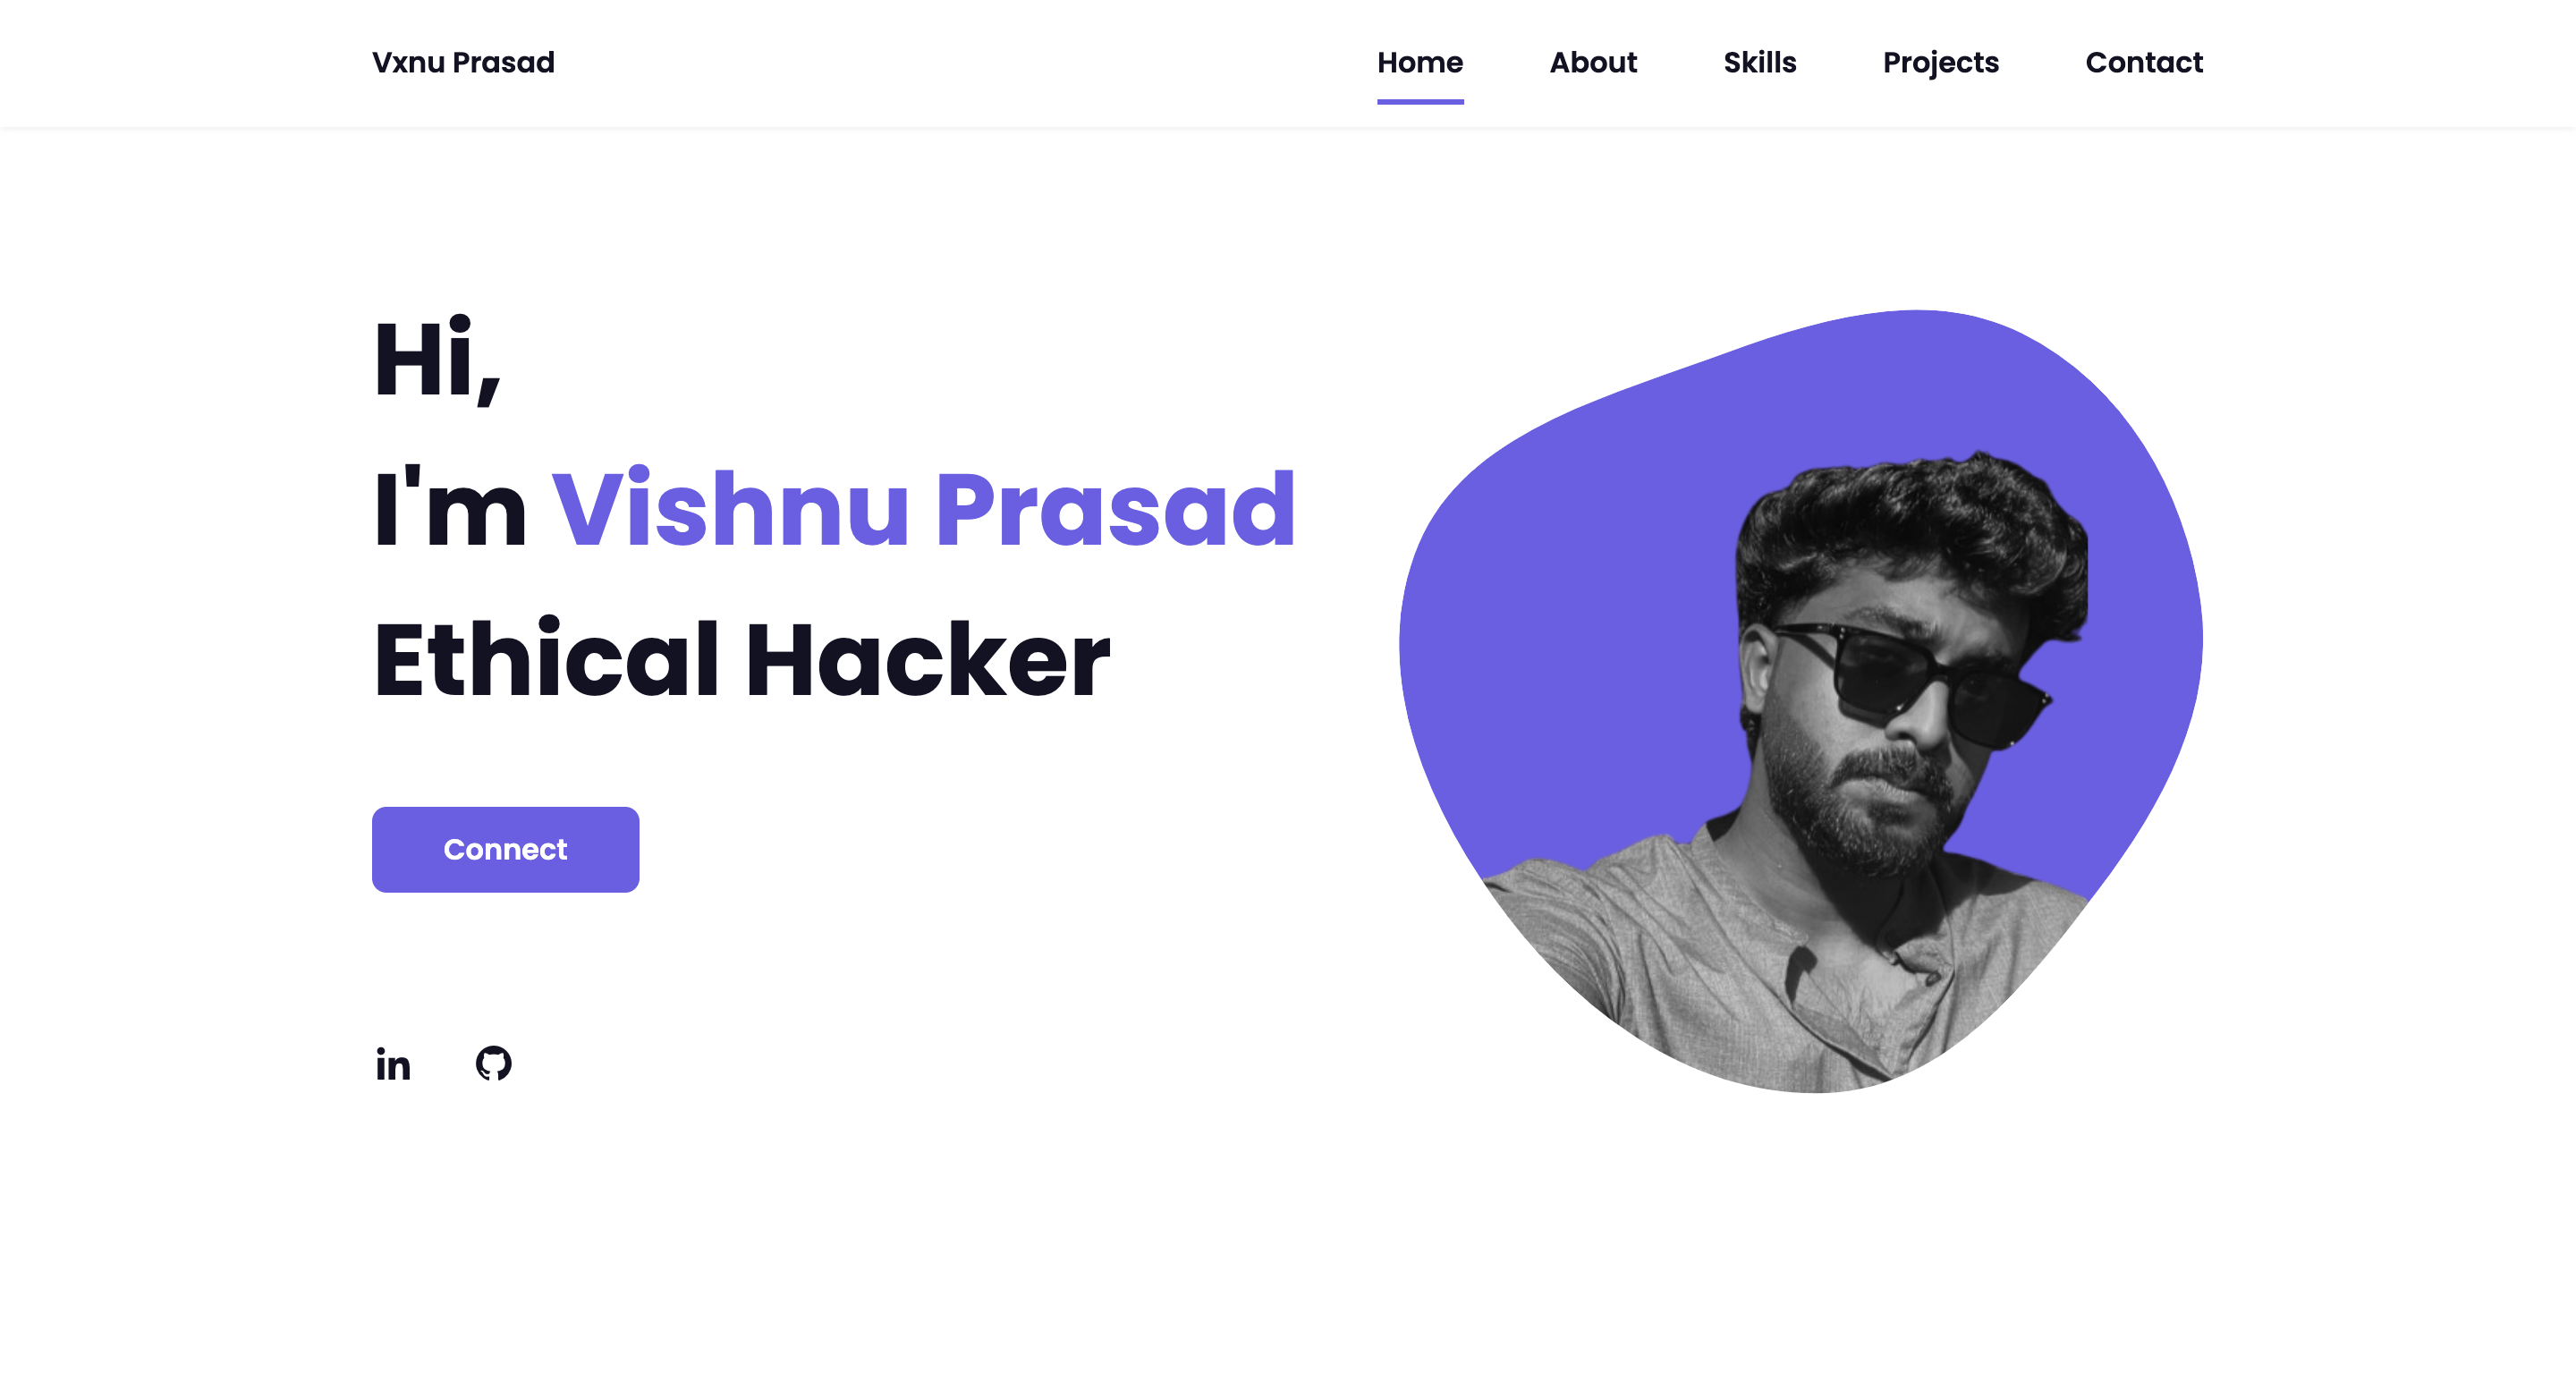 Vxnu Prasad
Home About Skills Projects Contact
Hi,
I'm Vishnu Prasad
Ethical Hacker
Connect
in